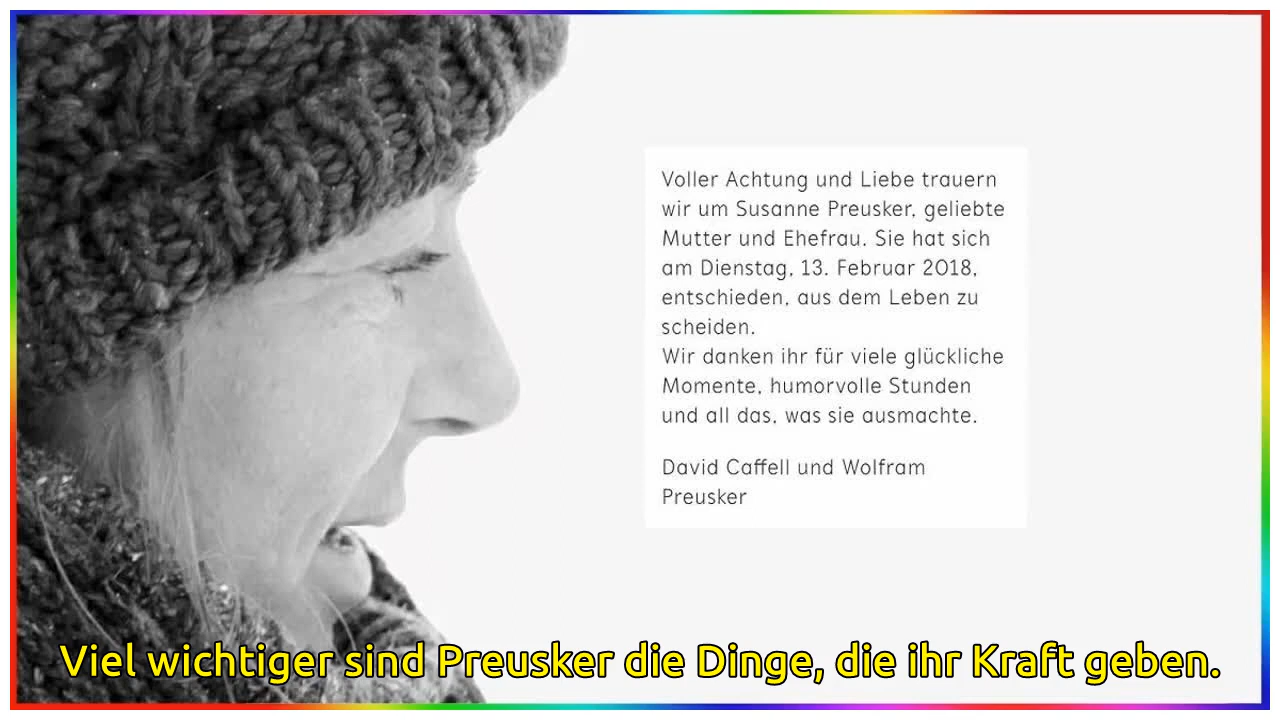 Voller Achtung und Liebe trauern
wir um Susanne Preusker, geliebte
Mutter und Ehefrau. Sie hat sich
am Dienstag, 13. Februar 2018,
entschieden, aus dem Leben zu
scheiden.
Wir danken ihr für viele glückliche
Momente, humorvolle Stunden
und all das, was sie ausmachte.
David Caffell und Wolfram
Preusker
Viel wichtiger sind Preusker die Dinge, die ihr Kraft geben.